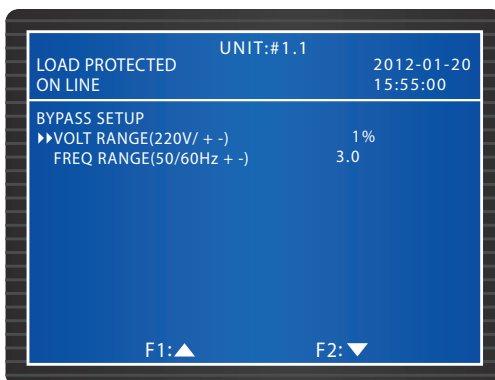 UNIT:#1.1
LOAD PROTECTED 2012-01-20
ON LINE 15:55:00
BYPASS SETUP
▶▶VOLT RANGE(220V/ + -) 1%
FREQ RANGE(50/60Hz + -) 3.0
F1:▲ F2:▼